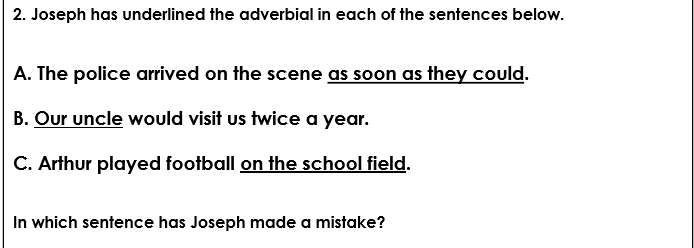 2. Joseph has underlined the adverbial in each of the sentences below.
A. The police arrived on the scene as soon as they could.
B. Our uncle would visit us twice a year.
C. Arthur played football on the school field.
In which sentence has Joseph made a mistake?